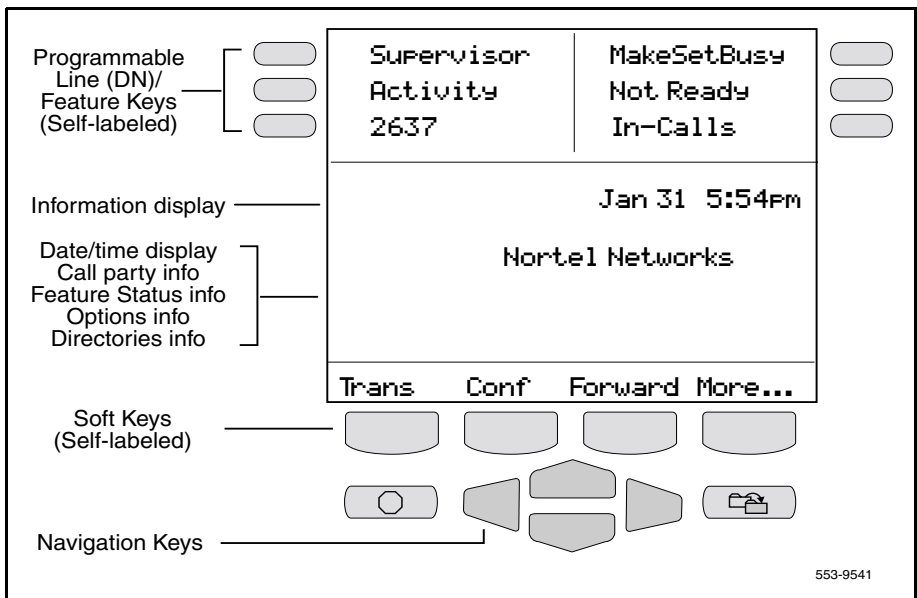 Programmable
Line (DN)/
Feature Keys
(Self-labeled)
Supervisor MakeSetBusy
Activity Not Ready
2637 In-Calls
Information display
Jan 31 5:54pm
Nortel Networks
Date/time display
Call party info
Feature Status info
Options info
Directories info
Trans Conf Forward More...
Soft Keys
(Self-labeled)
Navigation Keys
553-9541